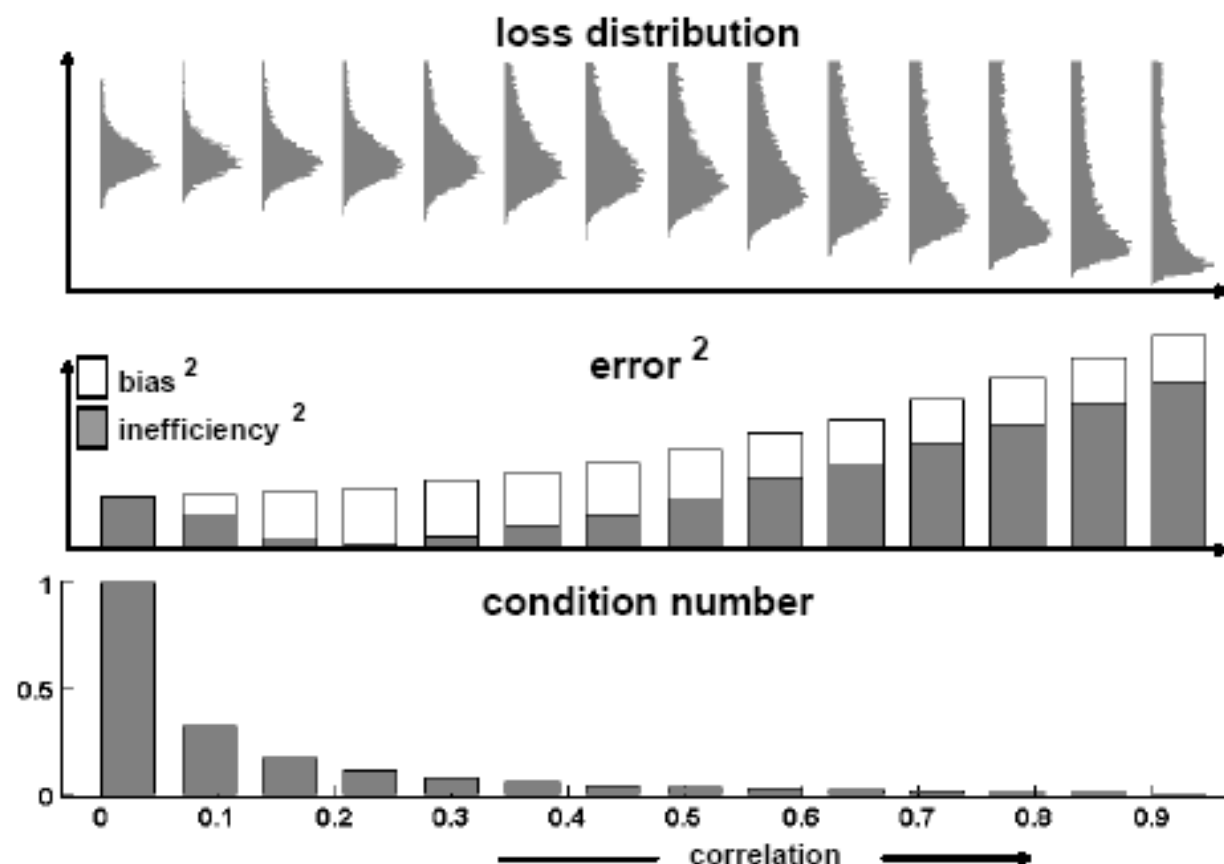 loss distribution
error 2
bias 2
inefficiency 2
condition number
1
0.5
0
0 0.1 0.2 0.3 0.4 0.5 0.6 0.7 0.8 0.9
correlation